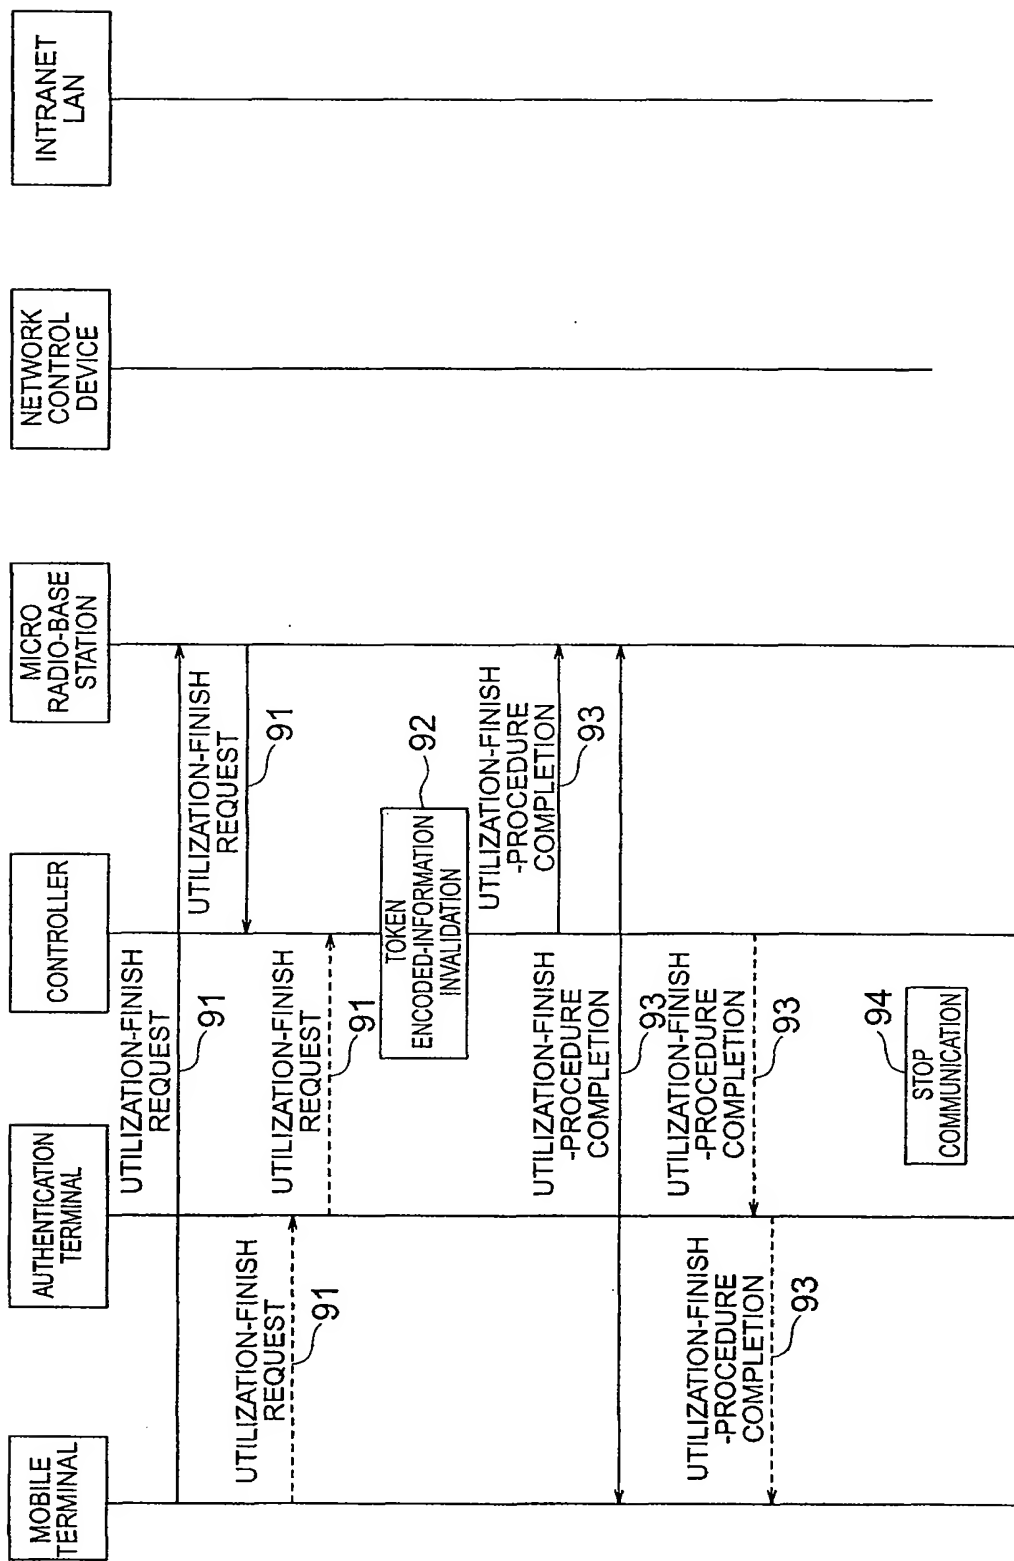 MOBILE
TERMINAL
AUTHENTICATION
TERMINAL
CONTROLLER
MICRO
RADIO-BASE
STATION
NETWORK
CONTROL
DEVICE
INTRANET
LAN
UTILIZATION-FINISH
REQUEST
91
UTILIZATION-FINISH
REQUEST
91
UTILIZATION-FINISH
REQUEST
91
UTILIZATION-FINISH
REQUEST
91
TOKEN
ENCODED-INFORMATION
INVALIDATION
92
UTILIZATION-FINISH
-PROCEDURE
COMPLETION
93
UTILIZATION-FINISH
-PROCEDURE
COMPLETION
93
UTILIZATION-FINISH
-PROCEDURE
COMPLETION
93
UTILIZATION-FINISH
-PROCEDURE
COMPLETION
93
STOP
COMMUNICATION
94